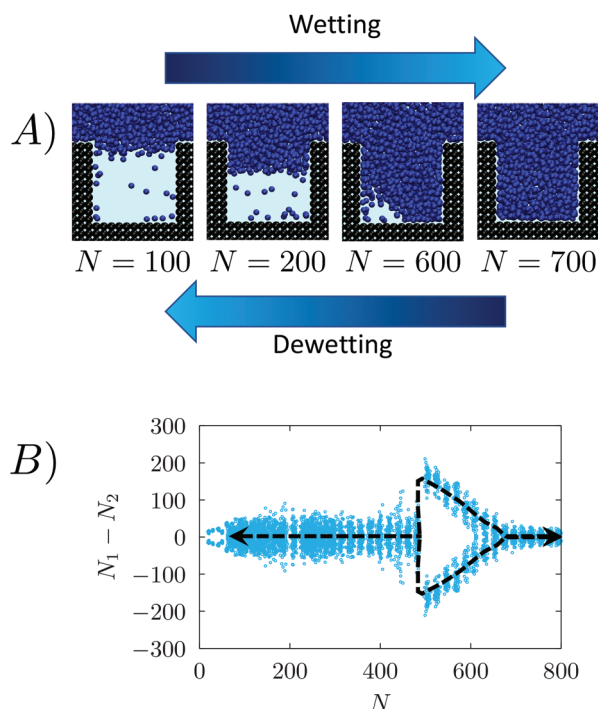 Wetting
A)
N = 100 N = 200 N = 600 N = 700
Dewetting
B)
300
200
100
0
−100
−200
−300
N₁ − N₂
0 200 400 600 800
N